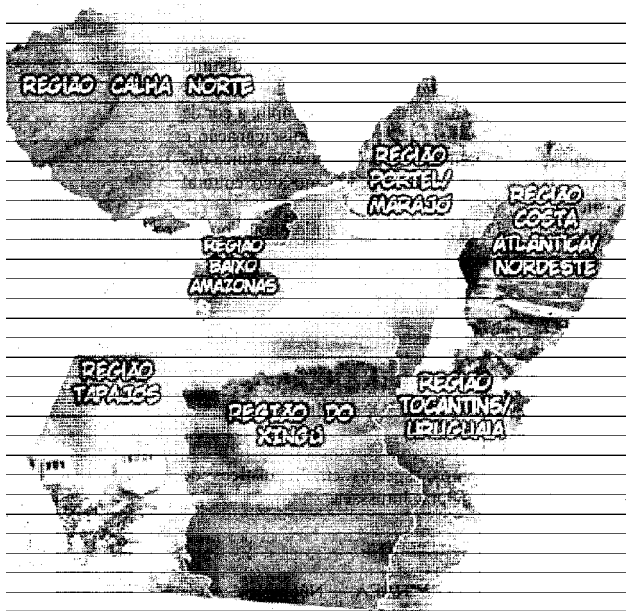 REGIÃO CALHA NORTE
REGIÃO
PORTEL/
MARAJÓ
REGIÃO
COSTA
ATLÂNTICA/
NORDESTE
REGIÃO
BAIXO
AMAZONAS
REGIÃO
TAPAJÓS
REGIÃO DO
XINGÚ
REGIÃO
TOCANTINS/
URUGUAIA